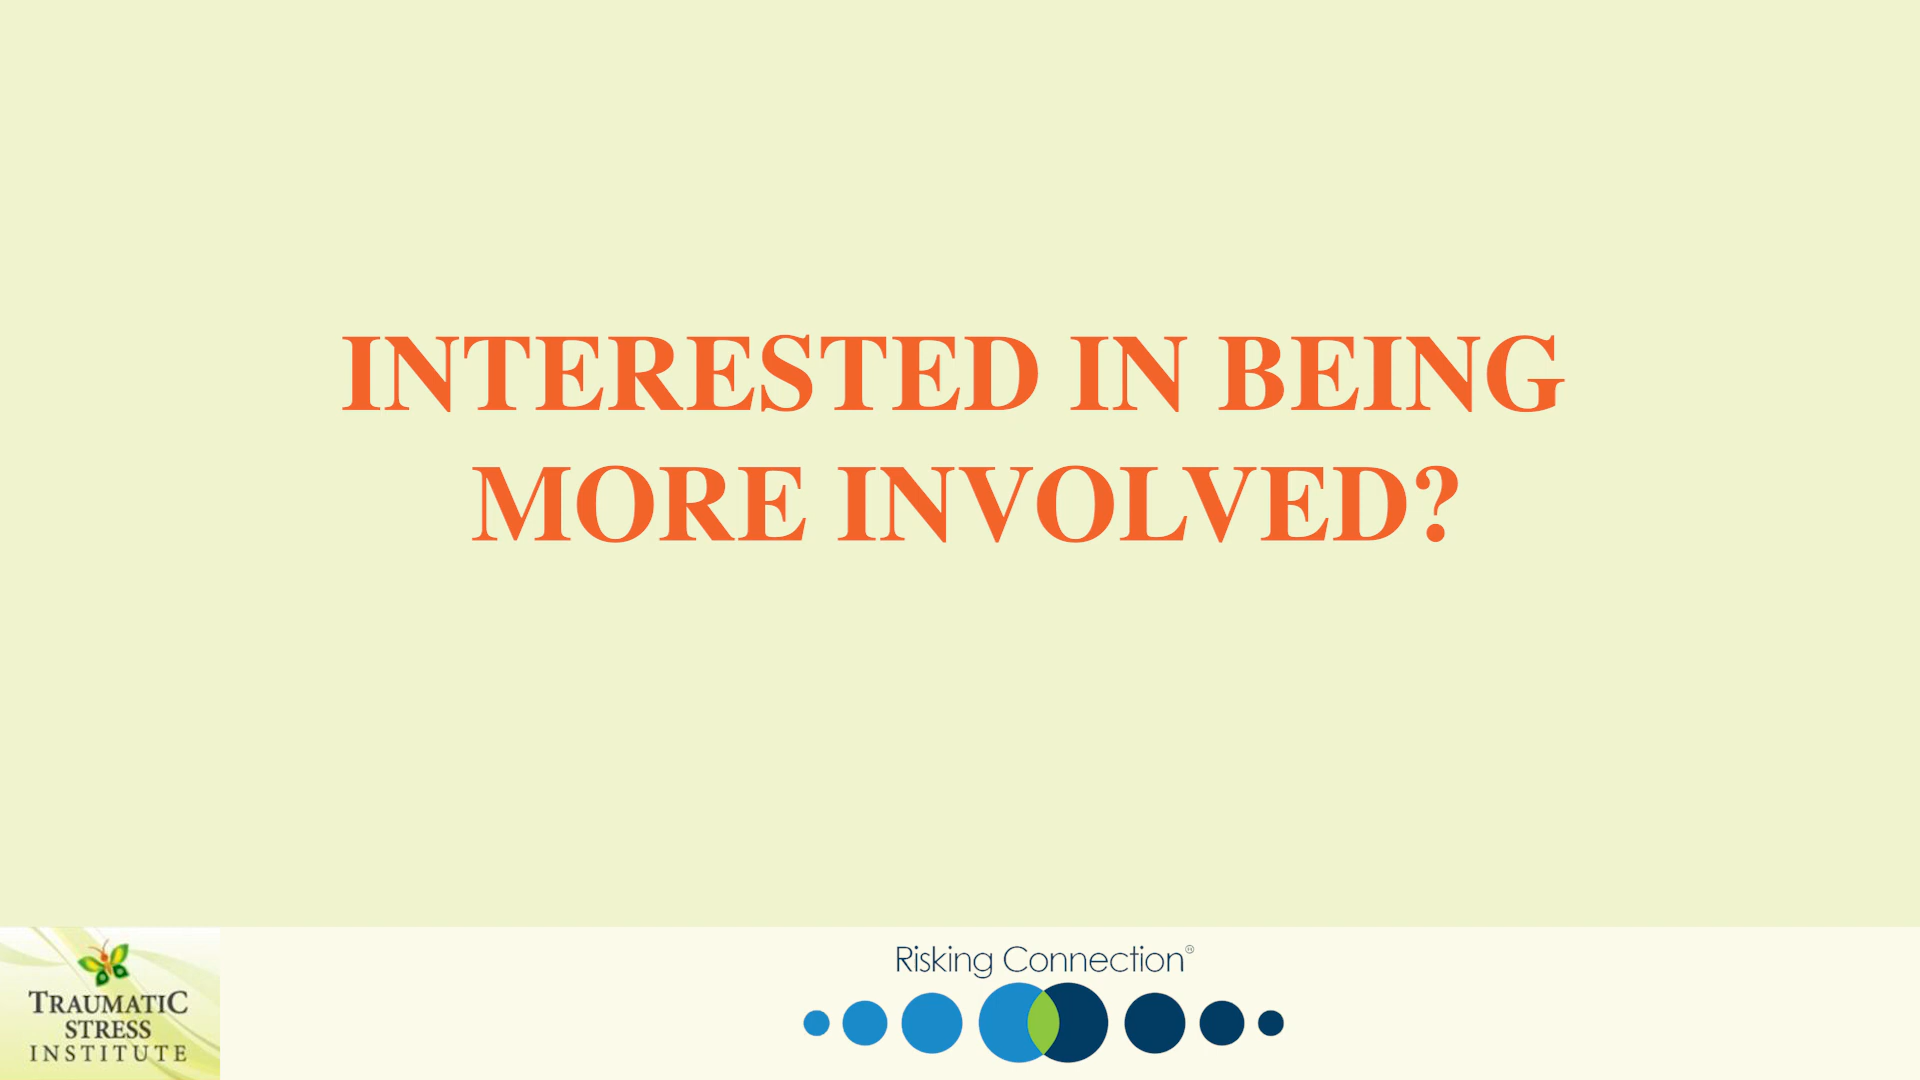 INTERESTED IN BEING
MORE INVOLVED?
TRAUMATIC
STRESS
INSTITUTE
Risking Connection®